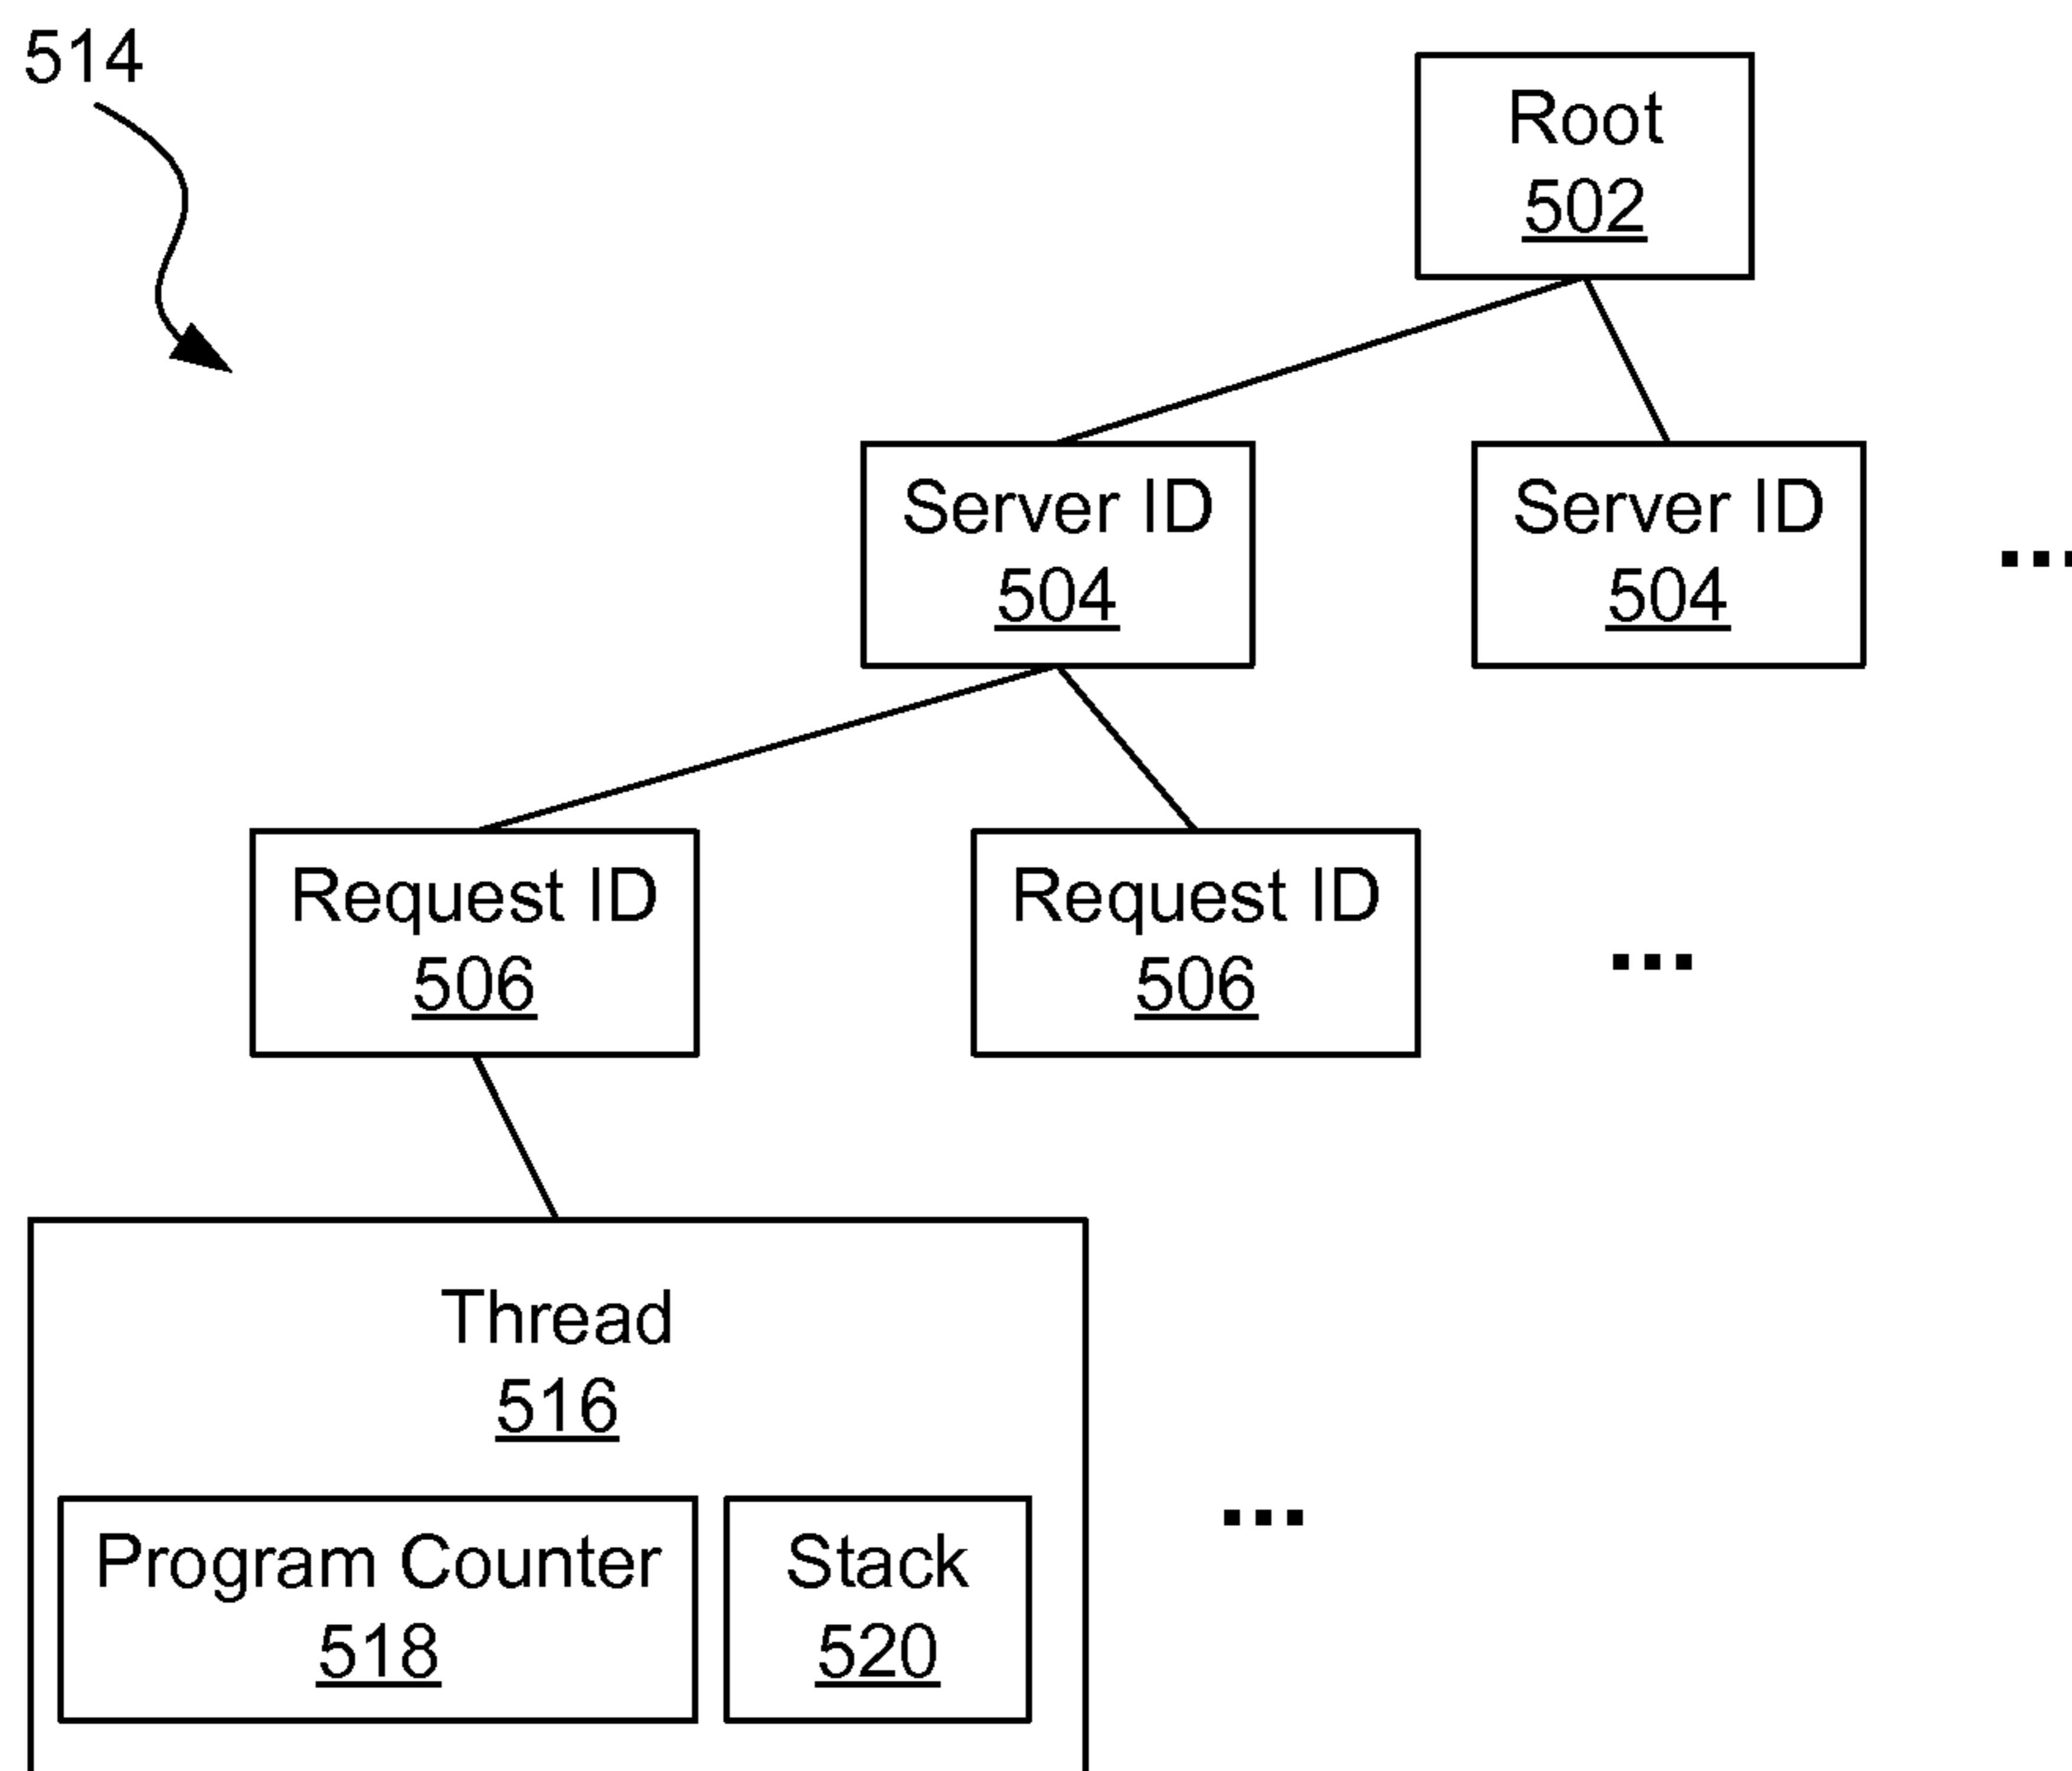 514
Root
502
Server ID
504
Server ID
504
...
Request ID
506
Request ID
506
...
Thread
516
...
Program Counter
518
Stack
520